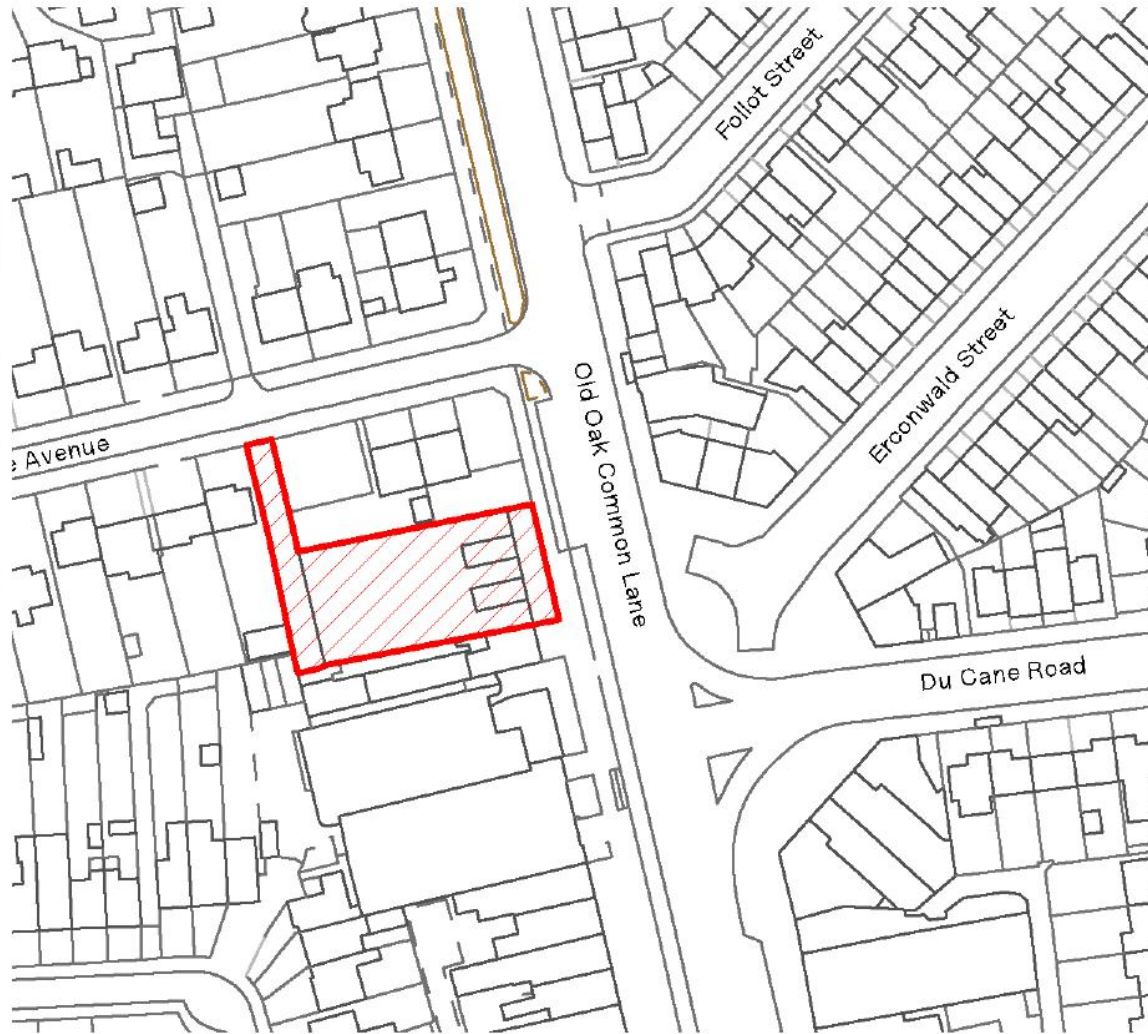 Follot Street
Old Oak Common Lane
Erconwald Street
Avenue
Du Cane Road